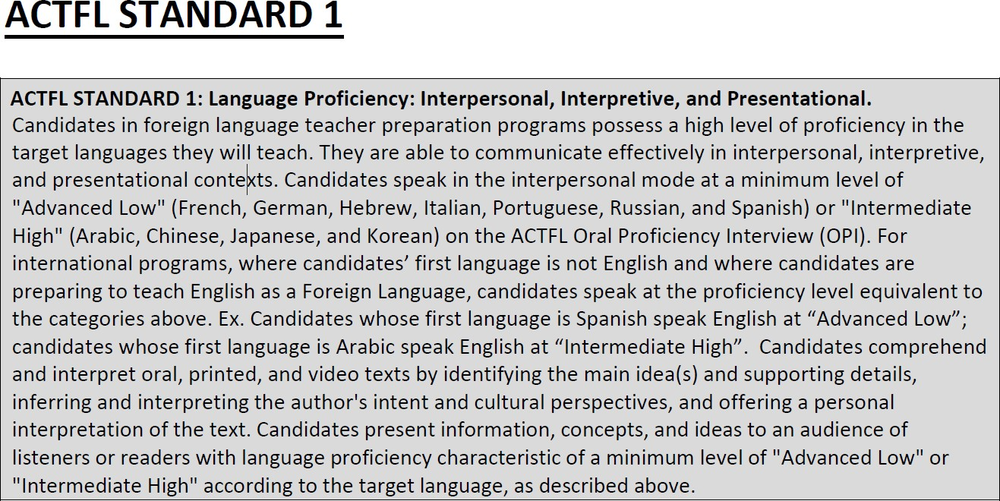 ACTFL STANDARD 1
ACTFL STANDARD 1: Language Proficiency: Interpersonal, Interpretive, and Presentational.
Candidates in foreign language teacher preparation programs possess a high level of proficiency in the
target languages they will teach. They are able to communicate effectively in interpersonal, interpretive,
and presentational contexts. Candidates speak in the interpersonal mode at a minimum level of
"Advanced Low" (French, German, Hebrew, Italian, Portuguese, Russian, and Spanish) or "Intermediate
High" (Arabic, Chinese, Japanese, and Korean) on the ACTFL Oral Proficiency Interview (OPI). For
international programs, where candidates’ first language is not English and where candidates are
preparing to teach English as a Foreign Language, candidates speak at the proficiency level equivalent to
the categories above. Ex. Candidates whose first language is Spanish speak English at “Advanced Low”;
candidates whose first language is Arabic speak English at “Intermediate High”.  Candidates comprehend
and interpret oral, printed, and video texts by identifying the main idea(s) and supporting details,
inferring and interpreting the author's intent and cultural perspectives, and offering a personal
interpretation of the text. Candidates present information, concepts, and ideas to an audience of
listeners or readers with language proficiency characteristic of a minimum level of "Advanced Low" or
"Intermediate High" according to the target language, as described above.